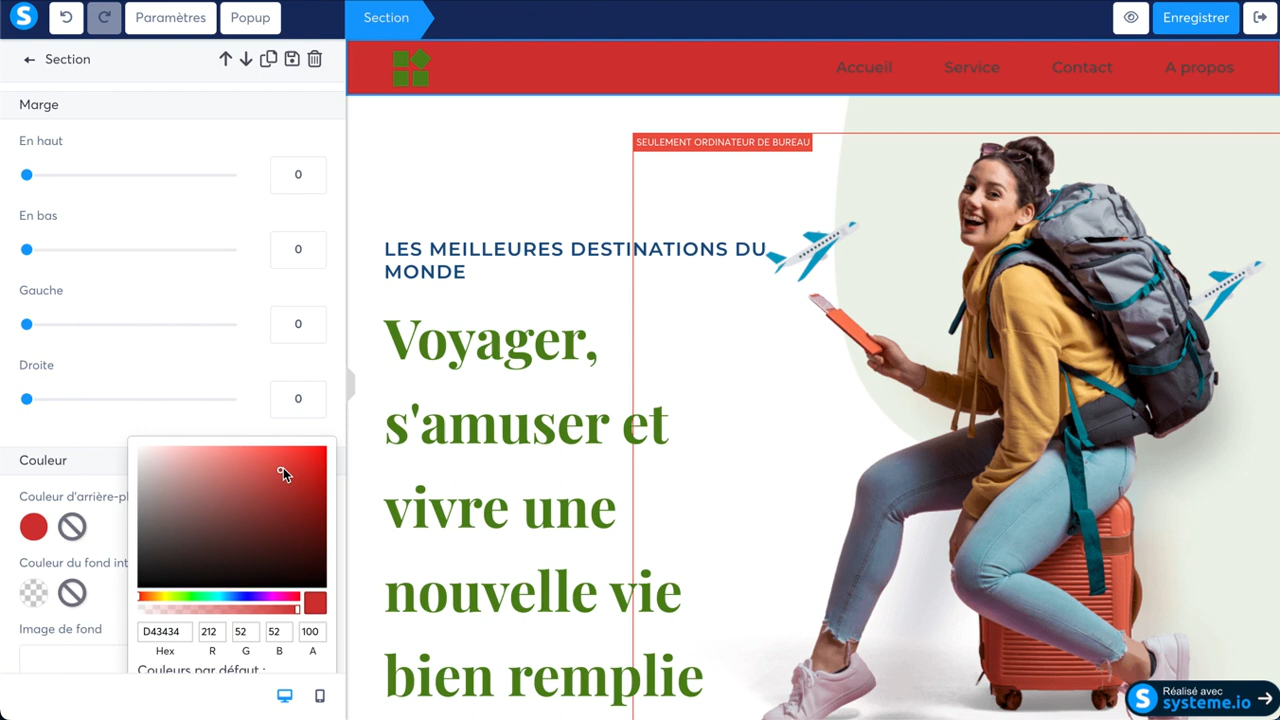 S
Paramètres
Popup
Section
Enregistrer
Section
Marge
En haut
0
En bas
0
Gauche
0
Droite
0
Couleur
Couleur d'arrière-pl
Couleur du fond int
Image de fond
D43434 212 52 52 100
Hex R G B A
Couleurs par défaut :
Accueil Service Contact A propos
SEULEMENT ORDINATEUR DE BUREAU
LES MEILLEURES DESTINATIONS DU
MONDE
Voyager,
s'amuser et
vivre une
nouvelle vie
bien remplie
S
Réalisé avec
systeme.io